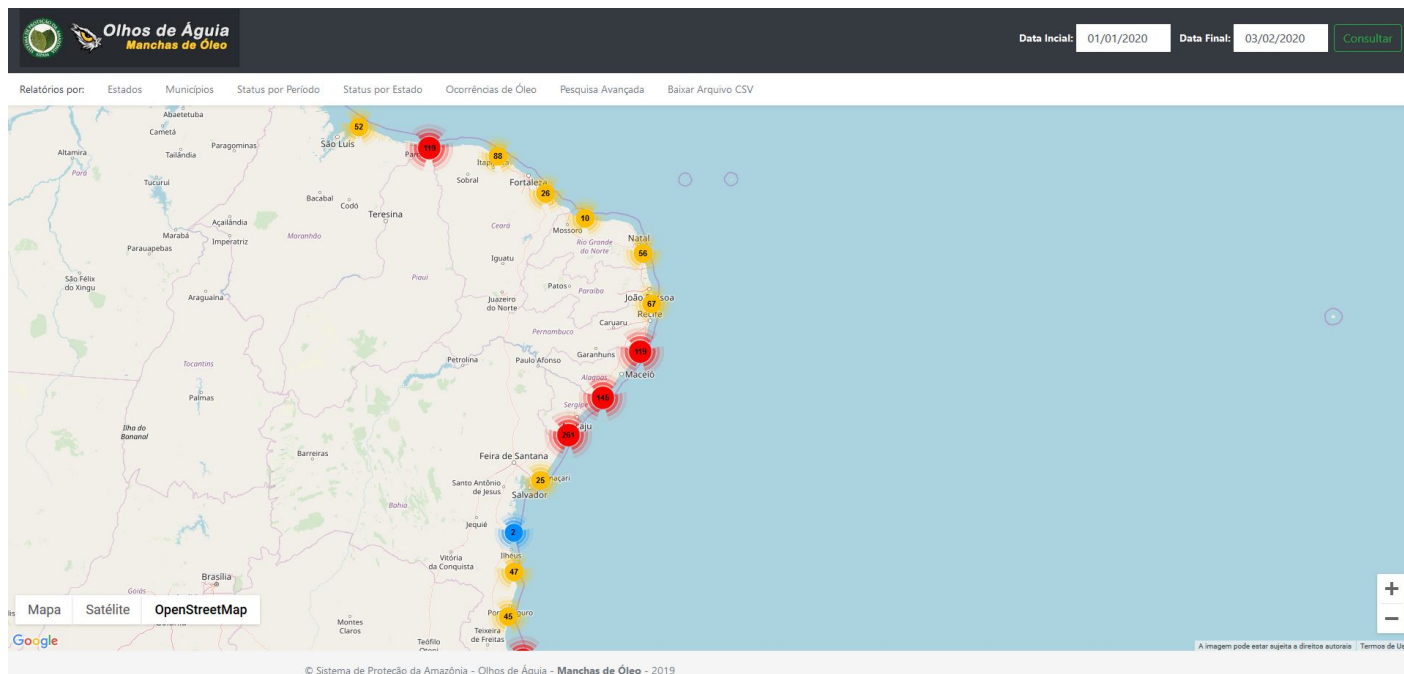 Olhos de Águia
Manchas de Óleo
Data Incial: 01/01/2020 Data Final: 03/02/2020 Consultar
Relatórios por: Estados Municípios Status por Período Status por Estado Ocorrências de Óleo Pesquisa Avançada Baixar Arquivo CSV
Abaetetuba
52
Cametá
São Luís
Paragominas
Altamira
Tailândia
88
Pará
Tucuruí
Sobral
Fortaleza
26
Bacabal
Codó
Teresina
10
Açailândia
Ceará
Mossoró
Marabá
Imperatriz
Maranhão
Natal
Rio Grande
do Norte
Parauapebas
56
Iguatu
São Félix
do Xingu
Piauí
Patos
Paraíba
Araguaína
Juazeiro
do Norte
67
Recife
Caruaru
Pernambuco
119
Garanhuns
Petrolina
Paulo Afonso
Tocantins
Maceió
Alagoas
Palmas
145
Sergipe
Ilha do
Bananal
261
Barreiras
Feira de Santana
Santo Antônio
de Jesus
25
Salvador
Bahia
Jequié
2
Vitória
da Conquista
Ilhéus
47
Brasília
Goiás
45
Montes
Claros
Teixeira
de Freitas
Teófilo
Mapa Satélite OpenStreetMap
+
−
Google
A imagem pode estar sujeita a direitos autorais Termos de
© Sistema de Proteção da Amazônia - Olhos de Águia - Manchas de Óleo - 2019